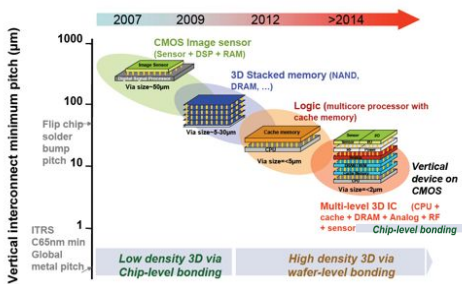 2007
2009
2012
>2014
Vertical interconnect minimum pitch (µm)
1000
100
10
1
Flip chip
solder
bump
pitch
ITRS
C65nm min
Global
metal pitch
CMOS Image sensor
(Sensor + DSP + RAM)
Image Sensor
Digital Signal Processor
Via size~50µm
3D Stacked memory (NAND,
DRAM, ...)
Via size~5-30µm
Logic (multicore processor with
cache memory)
Cache memory
CPU
Via size=<5µm
Via size=<2µm
Vertical
device on
CMOS
Multi-level 3D IC (CPU +
cache + DRAM + Analog + RF
+ sensor
Chip-level bonding
Low density 3D via
Chip-level bonding
High density 3D via
wafer-level bonding